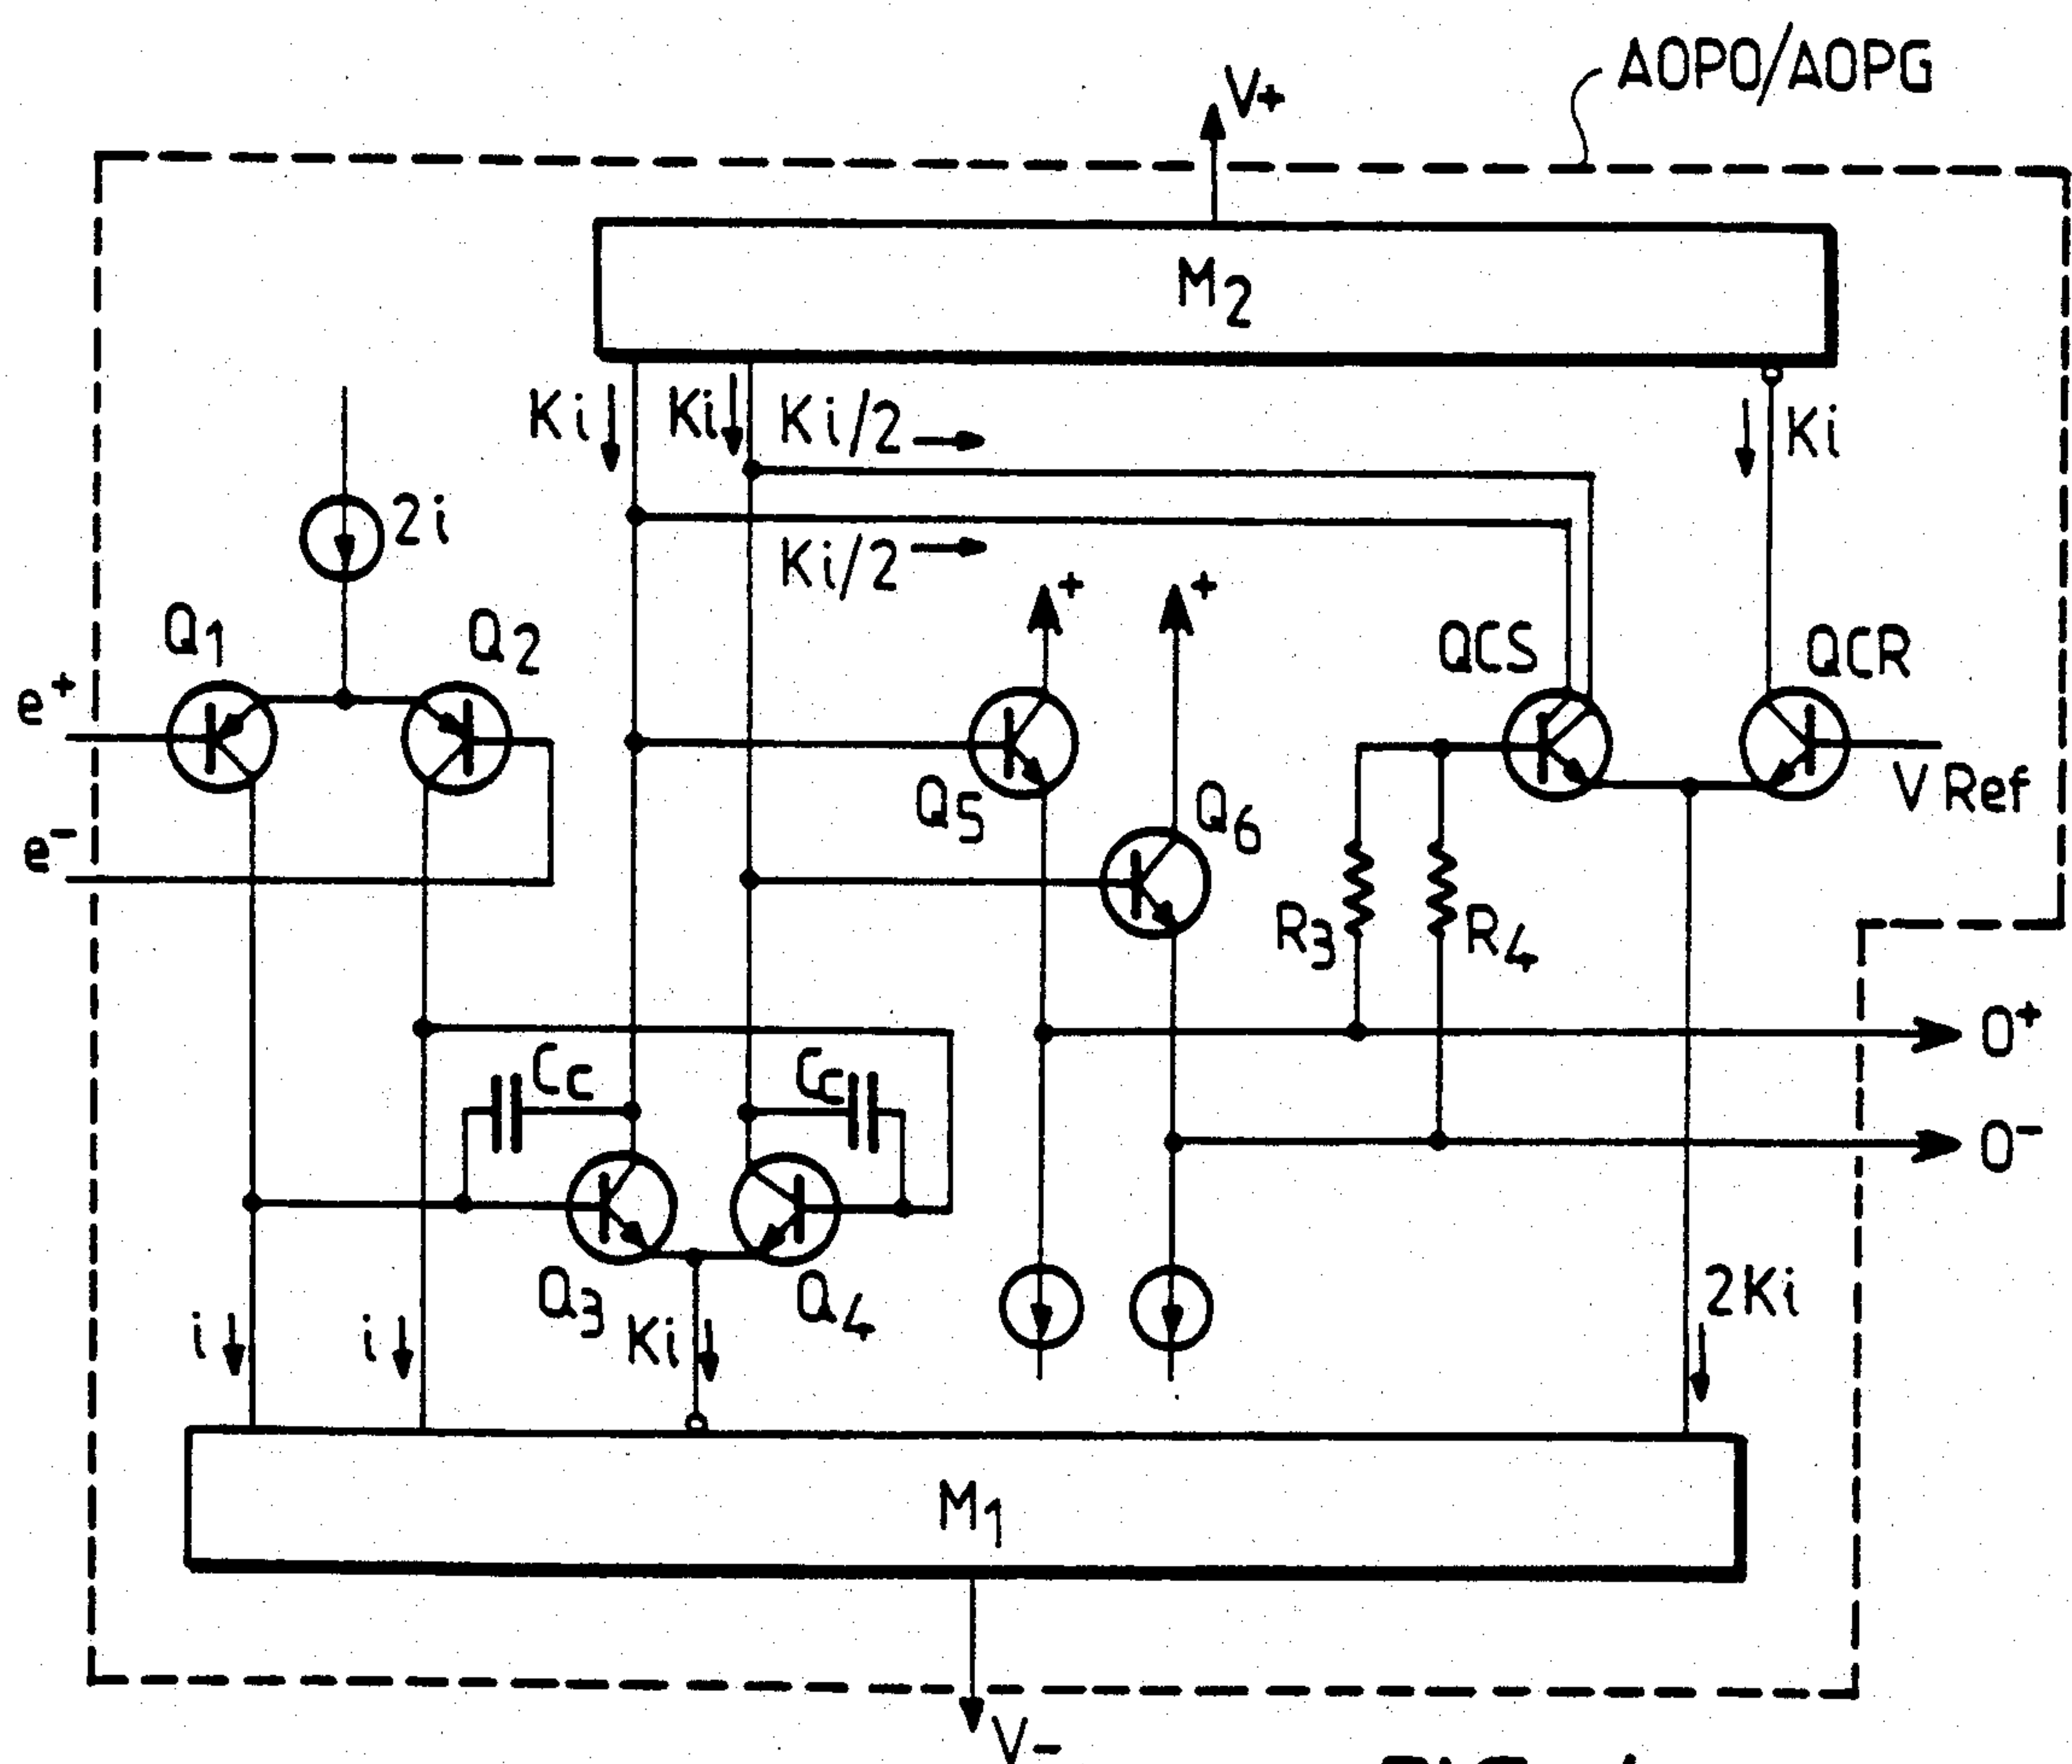 AOPO/AOPG
V+
M2
Ki
Ki
Ki/2
Ki
2i
Ki/2
+
+
Q1
Q2
QCS
QCR
e+
Q5
Q6
V Ref
e-
R3
R4
Cc
Cc
O+
O-
Q3
Q4
i
i
Ki
2Ki
M1
V-